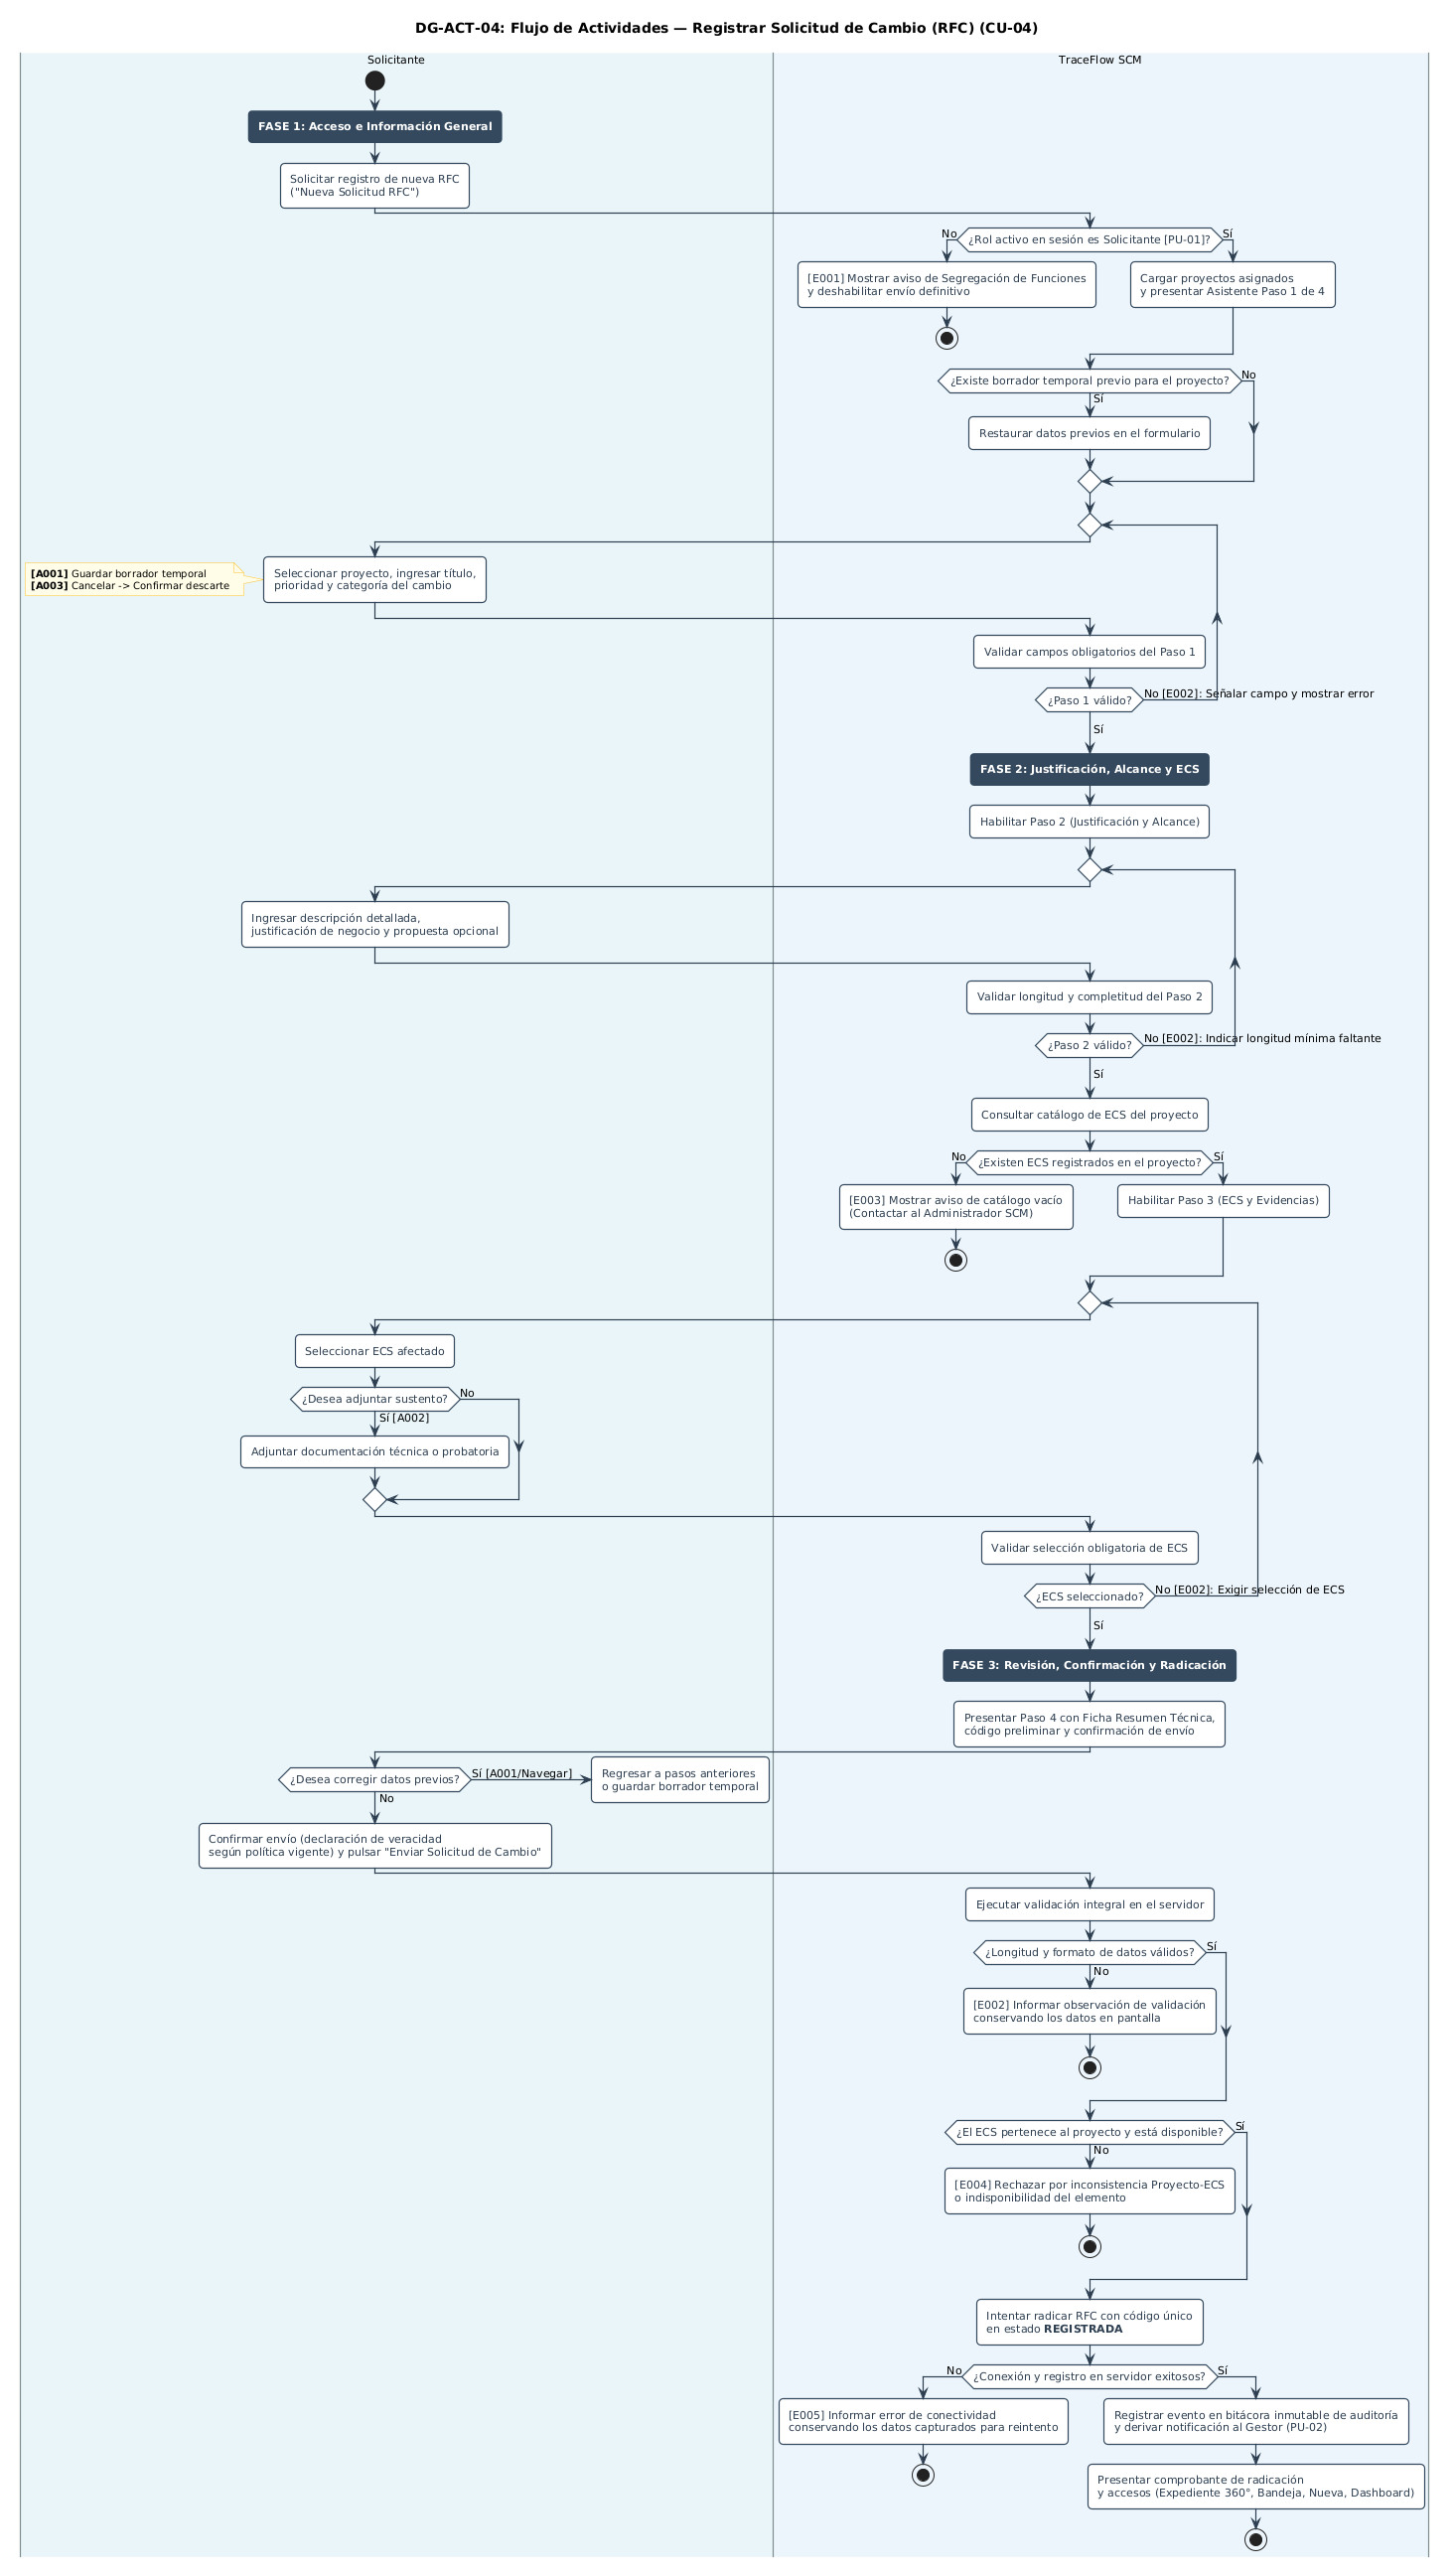 DG-ACT-04: Flujo de Actividades — Registrar Solicitud de Cambio (RFC) (CU-04)
Solicitante
TraceFlow SCM
FASE 1: Acceso e Información General
Solicitar registro de nueva RFC
("Nueva Solicitud RFC")
¿Rol activo en sesión es Solicitante [PU-01]?
No
Sí
[E001] Mostrar aviso de Segregación de Funciones
y deshabilitar envío definitivo
Cargar proyectos asignados
y presentar Asistente Paso 1 de 4
¿Existe borrador temporal previo para el proyecto?
No
Sí
Restaurar datos previos en el formulario
[A001] Guardar borrador temporal
[A003] Cancelar -> Confirmar descarte
Seleccionar proyecto, ingresar título,
prioridad y categoría del cambio
Validar campos obligatorios del Paso 1
¿Paso 1 válido?
No [E002]: Señalar campo y mostrar error
Sí
FASE 2: Justificación, Alcance y ECS
Habilitar Paso 2 (Justificación y Alcance)
Ingresar descripción detallada,
justificación de negocio y propuesta opcional
Validar longitud y completitud del Paso 2
¿Paso 2 válido?
No [E002]: Indicar longitud mínima faltante
Sí
Consultar catálogo de ECS del proyecto
¿Existen ECS registrados en el proyecto?
No
Sí
[E003] Mostrar aviso de catálogo vacío
(Contactar al Administrador SCM)
Habilitar Paso 3 (ECS y Evidencias)
Seleccionar ECS afectado
¿Desea adjuntar sustento?
No
Sí [A002]
Adjuntar documentación técnica o probatoria
Validar selección obligatoria de ECS
¿ECS seleccionado?
No [E002]: Exigir selección de ECS
Sí
FASE 3: Revisión, Confirmación y Radicación
Presentar Paso 4 con Ficha Resumen Técnica,
código preliminar y confirmación de envío
¿Desea corregir datos previos?
Sí [A001/Navegar]
Regresar a pasos anteriores
o guardar borrador temporal
No
Confirmar envío (declaración de veracidad
según política vigente) y pulsar "Enviar Solicitud de Cambio"
Ejecutar validación integral en el servidor
¿Longitud y formato de datos válidos?
Sí
No
[E002] Informar observación de validación
conservando los datos en pantalla
¿El ECS pertenece al proyecto y está disponible?
Sí
No
[E004] Rechazar por inconsistencia Proyecto-ECS
o indisponibilidad del elemento
Intentar radicar RFC con código único
en estado REGISTRADA
¿Conexión y registro en servidor exitosos?
No
Sí
[E005] Informar error de conectividad
conservando los datos capturados para reintento
Registrar evento en bitácora inmutable de auditoría
y derivar notificación al Gestor (PU-02)
Presentar comprobante de radicación
y accesos (Expediente 360°, Bandeja, Nueva, Dashboard)